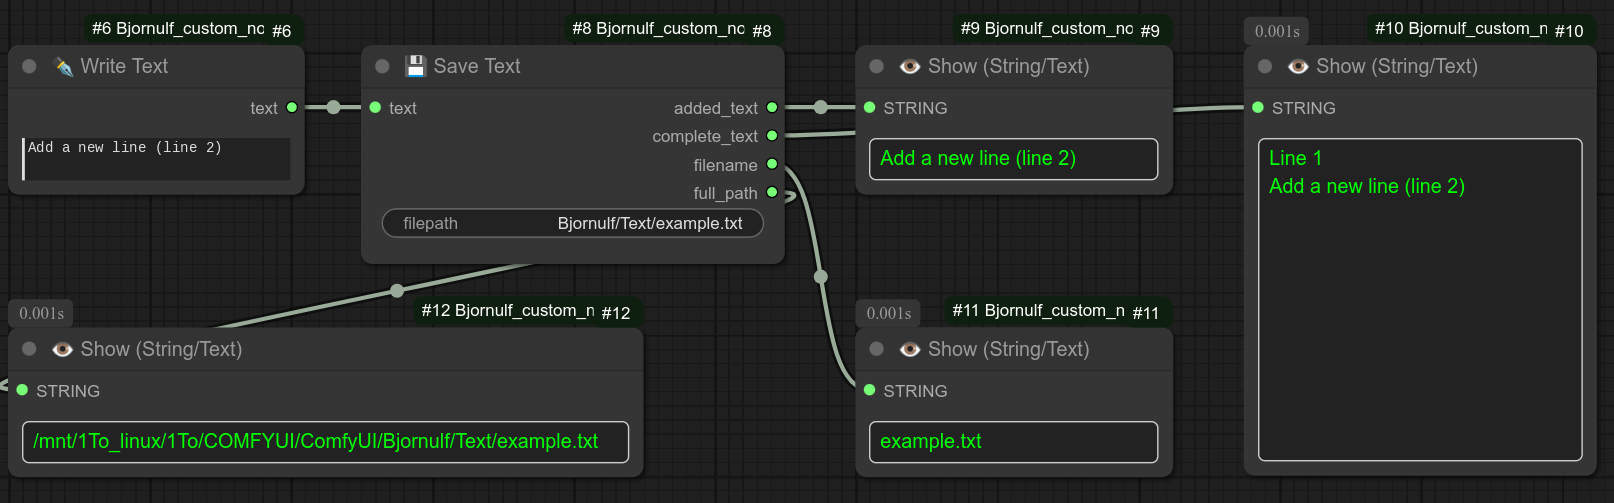 #6 Bjornulf_custom_no #6
Write Text
text
Add a new line (line 2)
#8 Bjornulf_custom_noc #8
Save Text
text
added_text
complete_text
filename
full_path
filepath Bjornulf/Text/example.txt
#9 Bjornulf_custom_no #9
Show (String/Text)
STRING
Add a new line (line 2)
0.001s
#10 Bjornulf_custom_n #10
Show (String/Text)
STRING
Line 1
Add a new line (line 2)
0.001s
#12 Bjornulf_custom_n #12
Show (String/Text)
STRING
/mnt/1To_linux/1To/COMFYUI/ComfyUI/Bjornulf/Text/example.txt
0.001s
#11 Bjornulf_custom_n #11
Show (String/Text)
STRING
example.txt